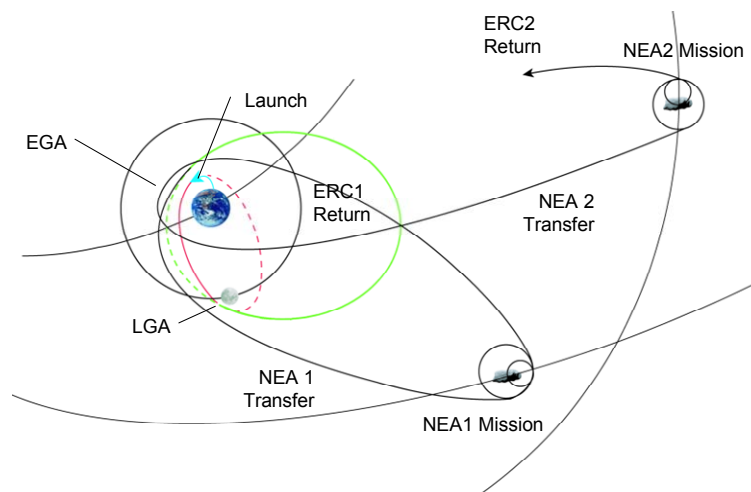 ERC2
Return
NEA2 Mission
Launch
EGA
ERC1
Return
NEA 2
Transfer
LGA
NEA 1
Transfer
NEA1 Mission